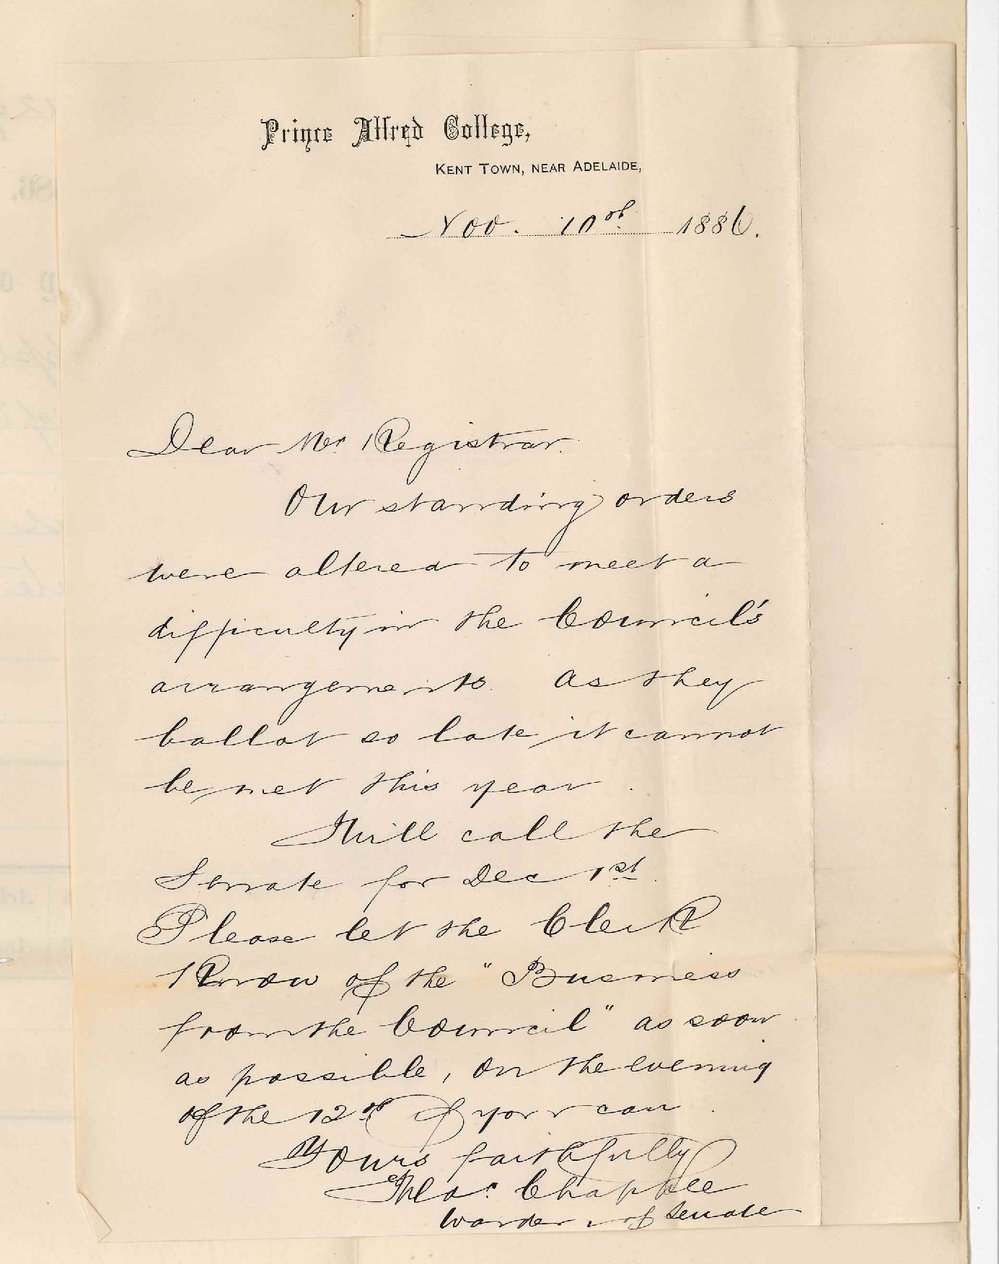 Prince Alfred College,
KENT TOWN, NEAR ADELAIDE,
Nov. 10th 1886.
Dear Mr Registrar.
Our standing orders
were altered to meet a
difficulty in the Council's
arrangements. As they
ballot so late it cannot
be met this year.
I will call the
Senate for Dec 1st.
Please let the Clerk
Know of the "Business
from the Council" as soon
as possible, on the evening
of the 12th if you can.
Yours faithfully
Thos. Chapple
Warden of Senate